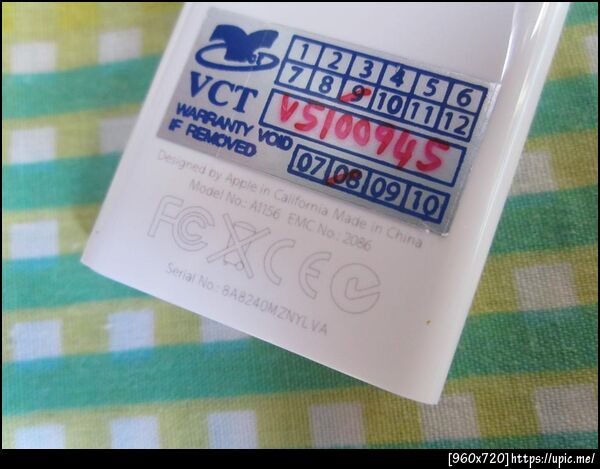 VCT
1 2 3 4 5 6
7 8 9 10 11 12
V5100945
WARRANTY VOID
IF REMOVED
07 08 09 10
Designed by Apple in California Made in China
Model No.: A1156 EMC No.: 2086
FC CE
Serial No.: 8A8240MZNYLVA
[960x720]https://upic.me/